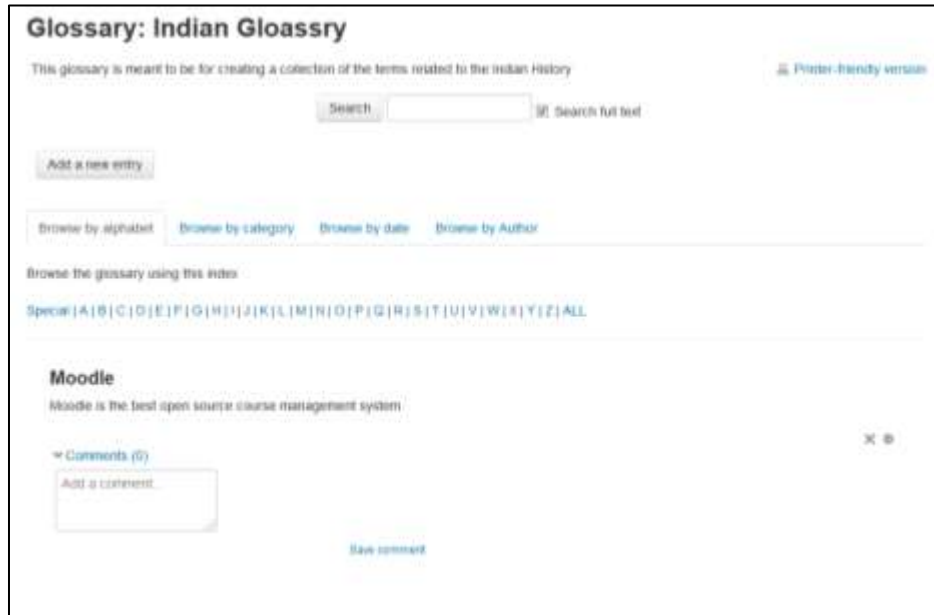 Glossary: Indian Gloassry
This glossary is meant to be for creating a collection of the terms related to the Indian History
Printer-friendly version
Search
Search full text
Add a new entry
Browse by alphabet Browse by category Browse by date Browse by Author
Browse the glossary using this index
Special | A | B | C | D | E | F | G | H | I | J | K | L | M | N | O | P | Q | R | S | T | U | V | W | X | Y | Z | ALL
Moodle
Moodle is the best open source course management system
Comments (0)
Add a comment...
Save comment